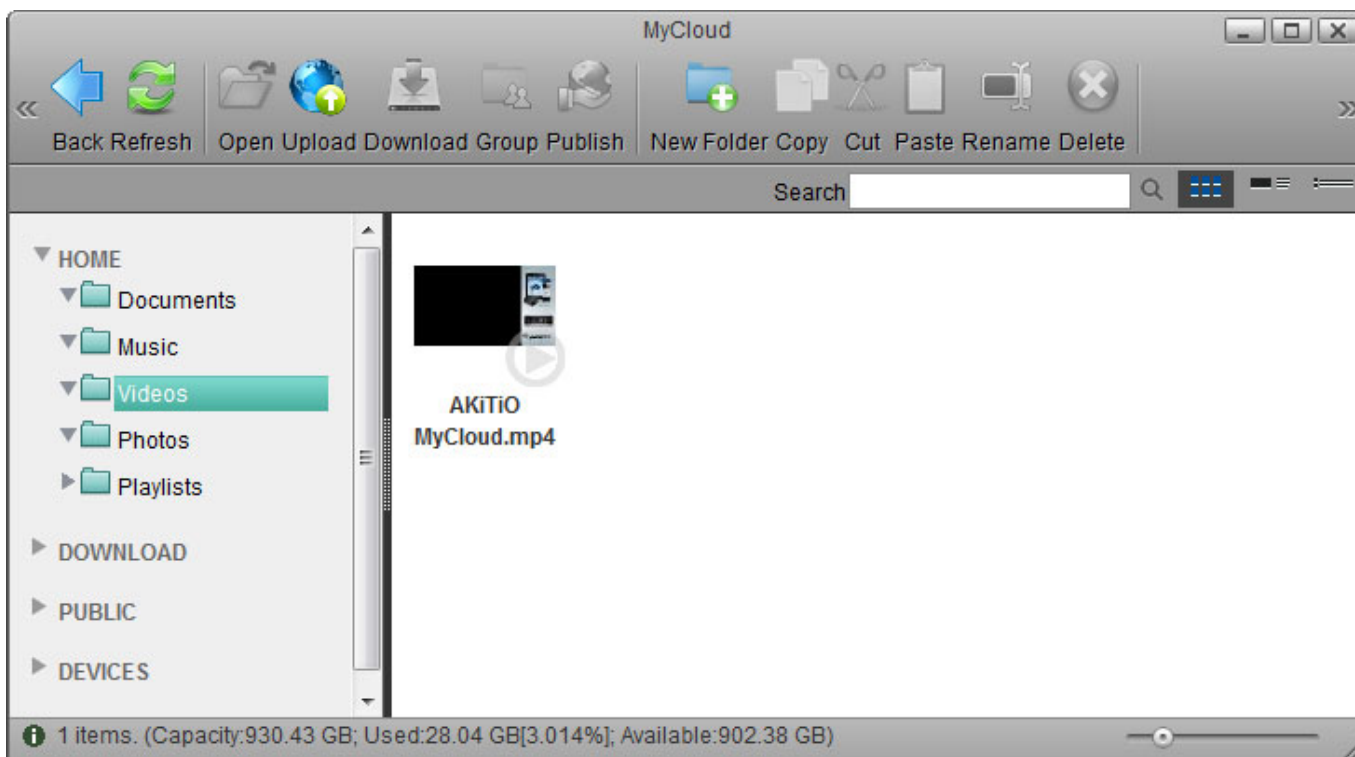 MyCloud
Back Refresh Open Upload Download Group Publish New Folder Copy Cut Paste Rename Delete
Search
HOME
Documents
Music
Videos
Photos
Playlists
DOWNLOAD
PUBLIC
DEVICES
AKiTiO
MyCloud.mp4
1 items. (Capacity:930.43 GB; Used:28.04 GB[3.014%]; Available:902.38 GB)